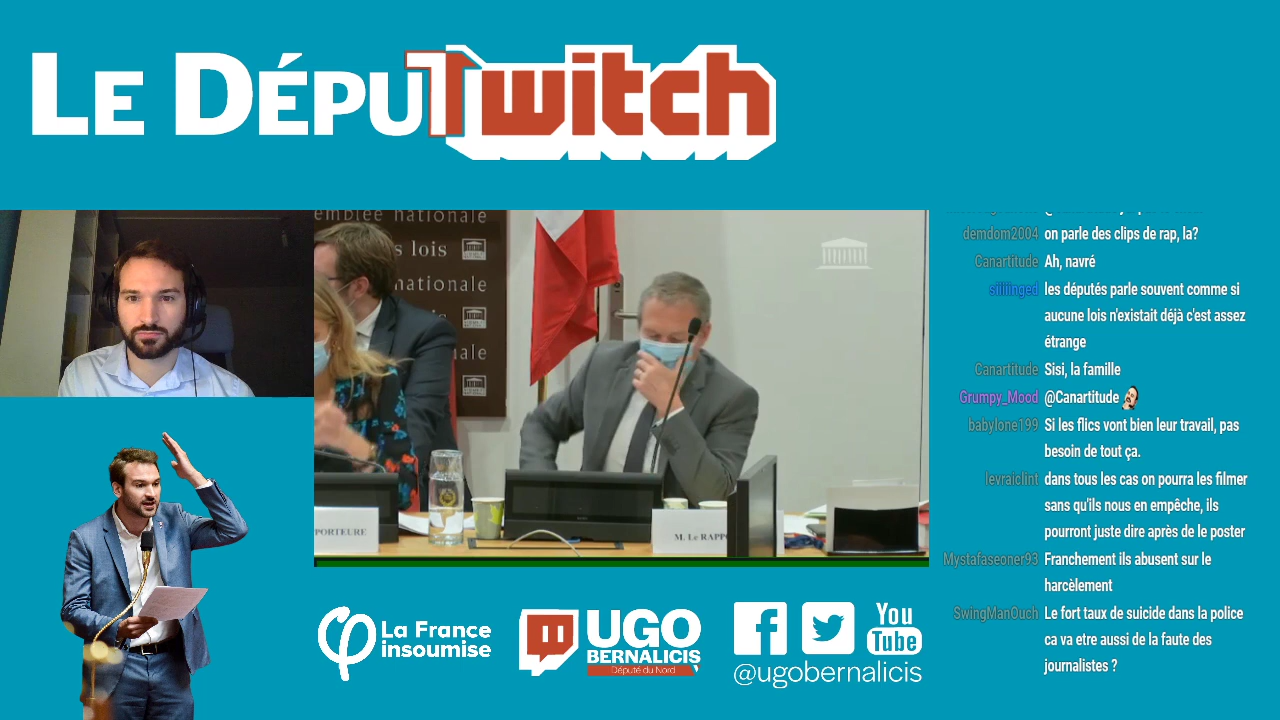 LE DÉPUTwitch
emblée nationale
s lois
nationale
nale
PORTEURE
M. Le RAPP
demdom2004 on parle des clips de rap, la?
Canartitude Ah, navré
siiiiinged les députés parle souvent comme si
aucune lois n'existait déjà c'est assez
étrange
Canartitude Sisi, la famille
Grumpy_Mood @Canartitude
babylone199 Si les flics vont bien leur travail, pas
besoin de tout ça.
levraiclint dans tous les cas on pourra les filmer
sans qu'ils nous en empêche, ils
pourront juste dire après de le poster
Mystafaseoner93 Franchement ils abusent sur le
harcèlement
SwingManOuch Le fort taux de suicide dans la police
ca va etre aussi de la faute des
journalistes ?
La France
insoumise
UGO
BERNALICIS
Député du Nord
You
Tube
@ugobernalicis